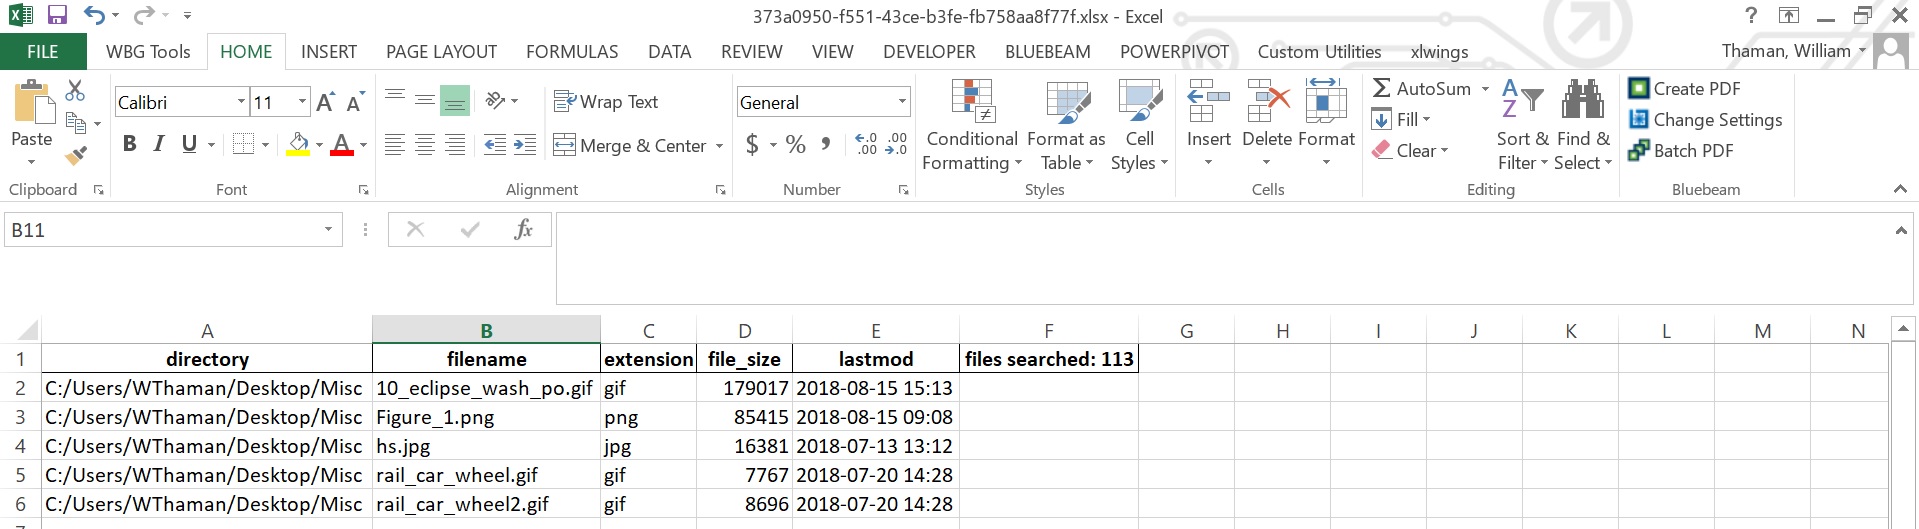 373a0950-f551-43ce-b3fe-fb758aa8f77f.xlsx - Excel
?
FILE WBG Tools HOME INSERT PAGE LAYOUT FORMULAS DATA REVIEW VIEW DEVELOPER BLUEBEAM POWERPIVOT Custom Utilities xlwings Thaman, William
Paste
Calibri 11 A A
B I U A
Wrap Text
Merge & Center
General
$ % , .0 .00 .00 .0
Conditional Formatting
Format as Table
Cell Styles
Insert Delete Format
Σ AutoSum
Fill
Clear
A Z
Sort & Filter
Find & Select
Create PDF
Change Settings
Batch PDF
Clipboard Font Alignment Number Styles Cells Editing Bluebeam
B11 fx
A B C D E F G H I J K L M N
1 directory filename extension file_size lastmod files searched: 113
2 C:/Users/WThaman/Desktop/Misc 10_eclipse_wash_po.gif gif 179017 2018-08-15 15:13
3 C:/Users/WThaman/Desktop/Misc Figure_1.png png 85415 2018-08-15 09:08
4 C:/Users/WThaman/Desktop/Misc hs.jpg jpg 16381 2018-07-13 13:12
5 C:/Users/WThaman/Desktop/Misc rail_car_wheel.gif gif 7767 2018-07-20 14:28
6 C:/Users/WThaman/Desktop/Misc rail_car_wheel2.gif gif 8696 2018-07-20 14:28